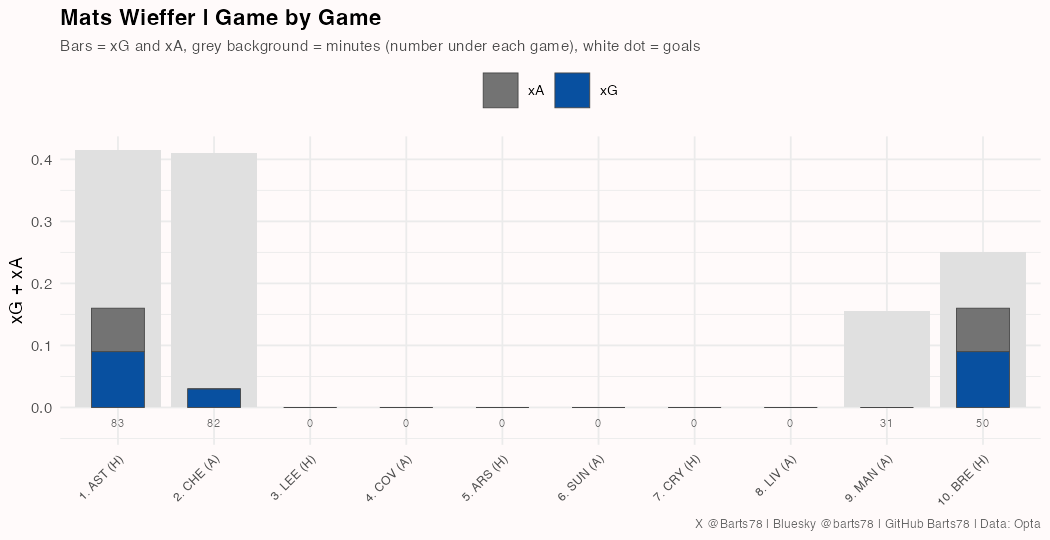 Mats Wieffer | Game by Game
Bars = xG and xA, grey background = minutes (number under each game), white dot = goals
xA xG
xG + xA
0.4
0.3
0.2
0.1
0.0
83 82 0 0 0 0 0 0 31 50
1. AST (H) 2. CHE (A) 3. LEE (H) 4. COV (A) 5. ARS (H) 6. SUN (A) 7. CRY (H) 8. LIV (A) 9. MAN (A) 10. BRE (H)
X @Barts78 | Bluesky @barts78 | GitHub Barts78 | Data: Opta